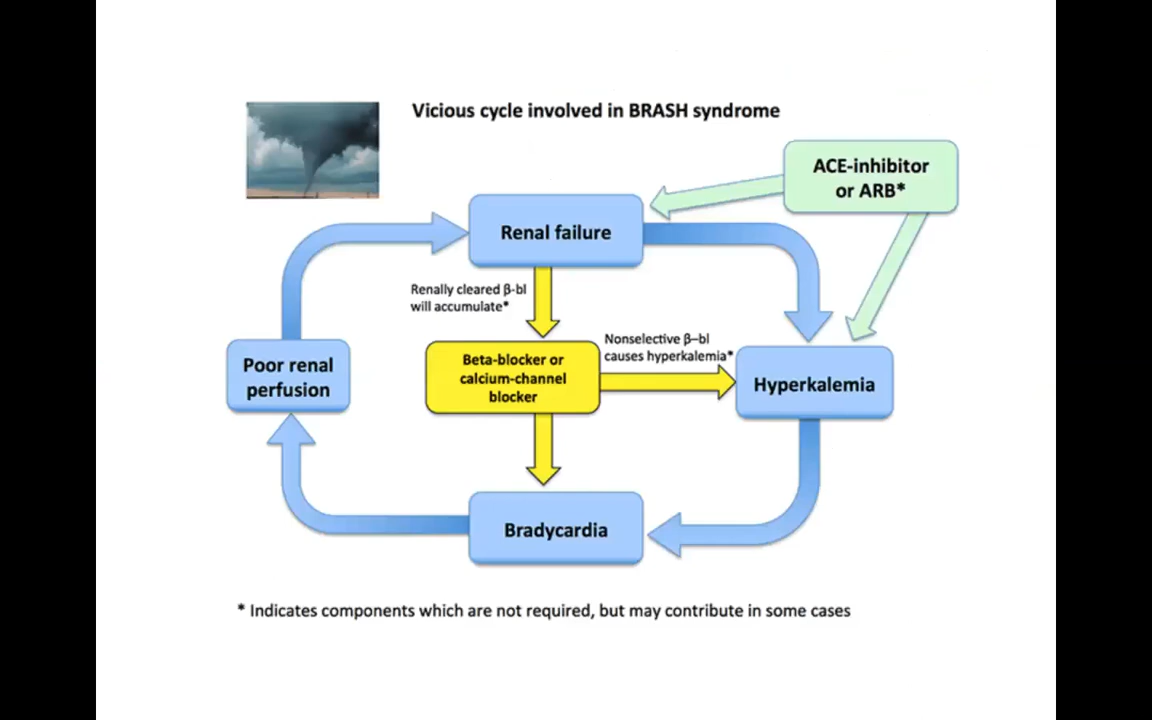 Vicious cycle involved in BRASH syndrome
ACE-inhibitor
or ARB*
Renal failure
Renally cleared β-bl
will accumulate*
Nonselective β–bl
causes hyperkalemia*
Poor renal
perfusion
Beta-blocker or
calcium-channel
blocker
Hyperkalemia
Bradycardia
* Indicates components which are not required, but may contribute in some cases